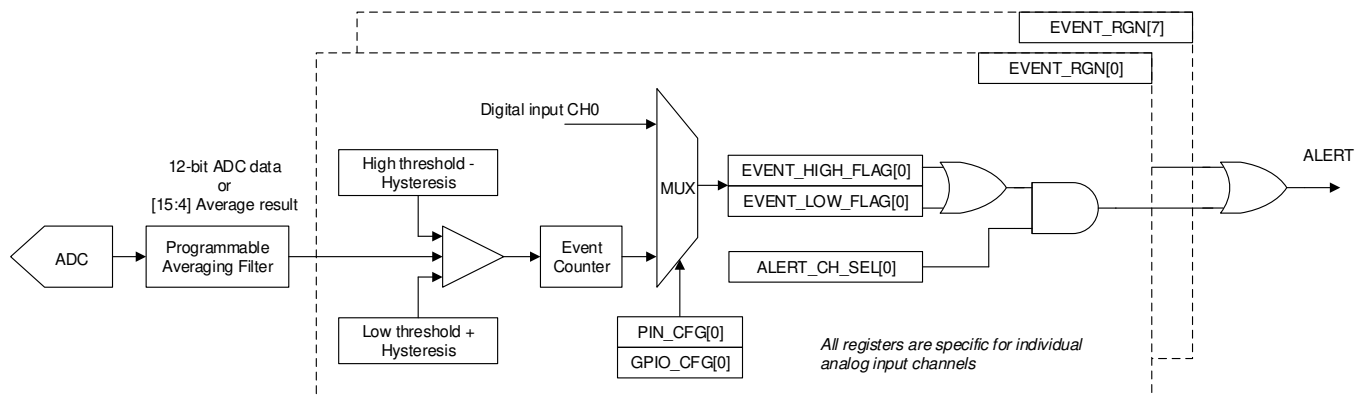 EVENT_RGN[7]
EVENT_RGN[0]
Digital input CH0
12-bit ADC data
or
[15:4] Average result
High threshold -
Hysteresis
MUX
EVENT_HIGH_FLAG[0]
EVENT_LOW_FLAG[0]
ALERT
ADC
Programmable
Averaging Filter
Event
Counter
ALERT_CH_SEL[0]
Low threshold +
Hysteresis
PIN_CFG[0]
GPIO_CFG[0]
All registers are specific for individual
analog input channels